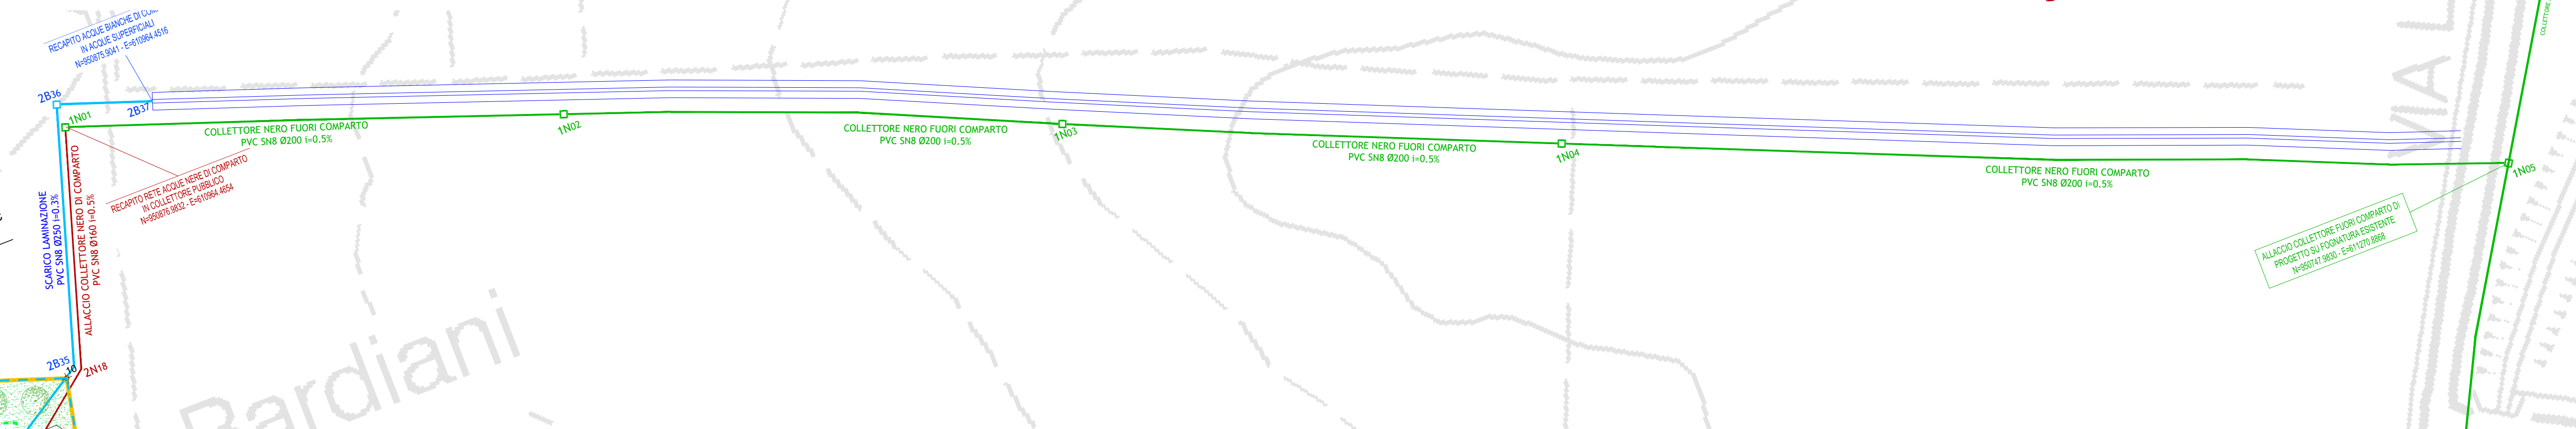 RECAPITO ACQUE BIANCHE DI
IN ACQUE SUPERFICIALI
N=950875.9041 - E=610964.4516
COLLETTORE
VIA
2B36
2B37
1N01
1N02
1N03
1N04
1N05
COLLETTORE NERO FUORI COMPARTO
PVC SN8 Ø200 i=0.5%
COLLETTORE NERO FUORI COMPARTO
PVC SN8 Ø200 i=0.5%
COLLETTORE NERO FUORI COMPARTO
PVC SN8 Ø200 i=0.5%
COLLETTORE NERO FUORI COMPARTO
PVC SN8 Ø200 i=0.5%
RECAPITO RETE ACQUE NERE DI COMPARTO
IN COLLETTORE PUBBLICO
N=950876.9832 - E=610964.4654
SCARICO LAMINAZIONE
PVC SN8 Ø250 i=0.3%
ALLACCIO COLLETTORE NERO DI COMPARTO
PVC SN8 Ø160 i=0.5%
ALLACCIO COLLETTORE FUORI COMPARTO DI
PROGETTO SU FOGNATURA ESISTENTE
N=950747.9830 - E=611270.8868
2B35
10
2N18
Bardiani